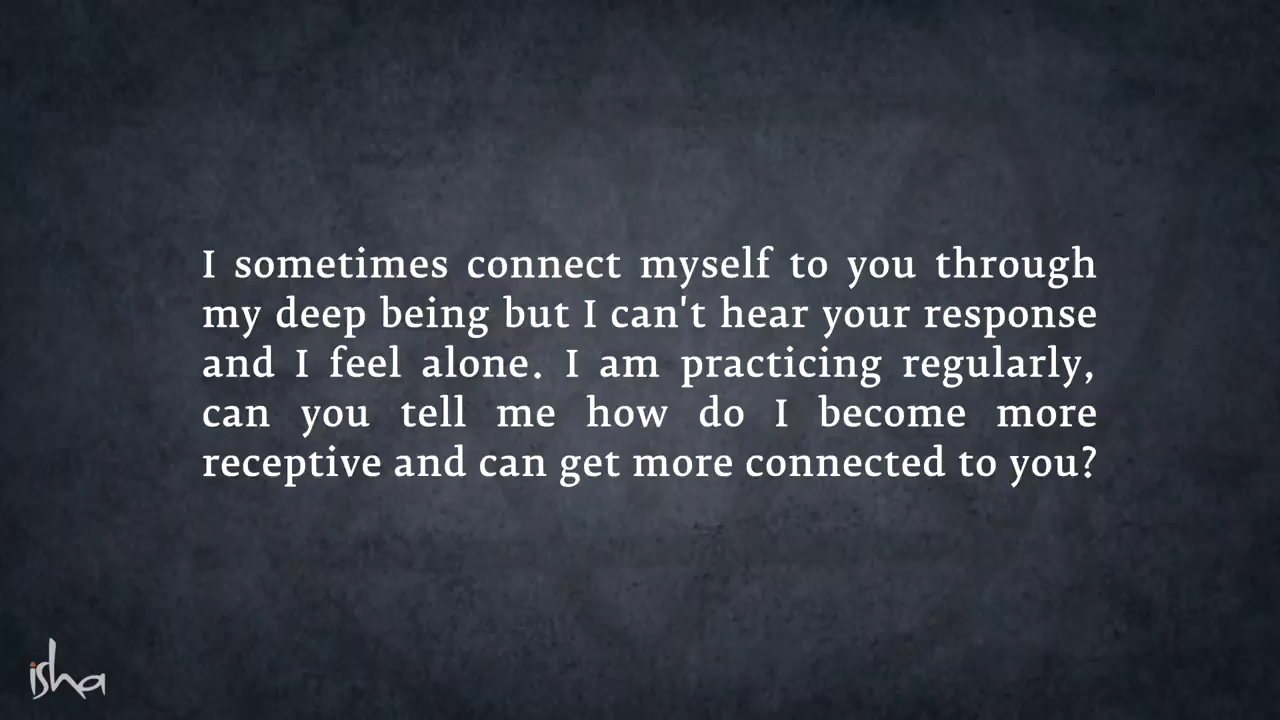 I sometimes connect myself to you through
my deep being but I can't hear your response
and I feel alone. I am practicing regularly,
can you tell me how do I become more
receptive and can get more connected to you?
isha